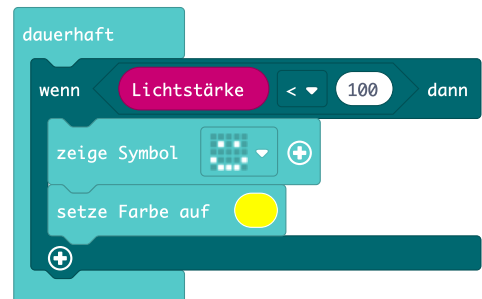 dauerhaft
wenn Lichtstärke < 100 dann
zeige Symbol
setze Farbe auf